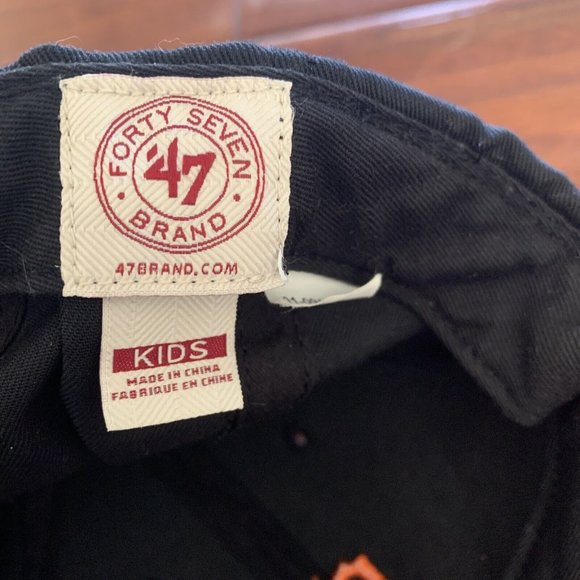 FORTY SEVEN
'47
BRAND
47BRAND.COM
KIDS
MADE IN CHINA
FABRIQUE EN CHINE